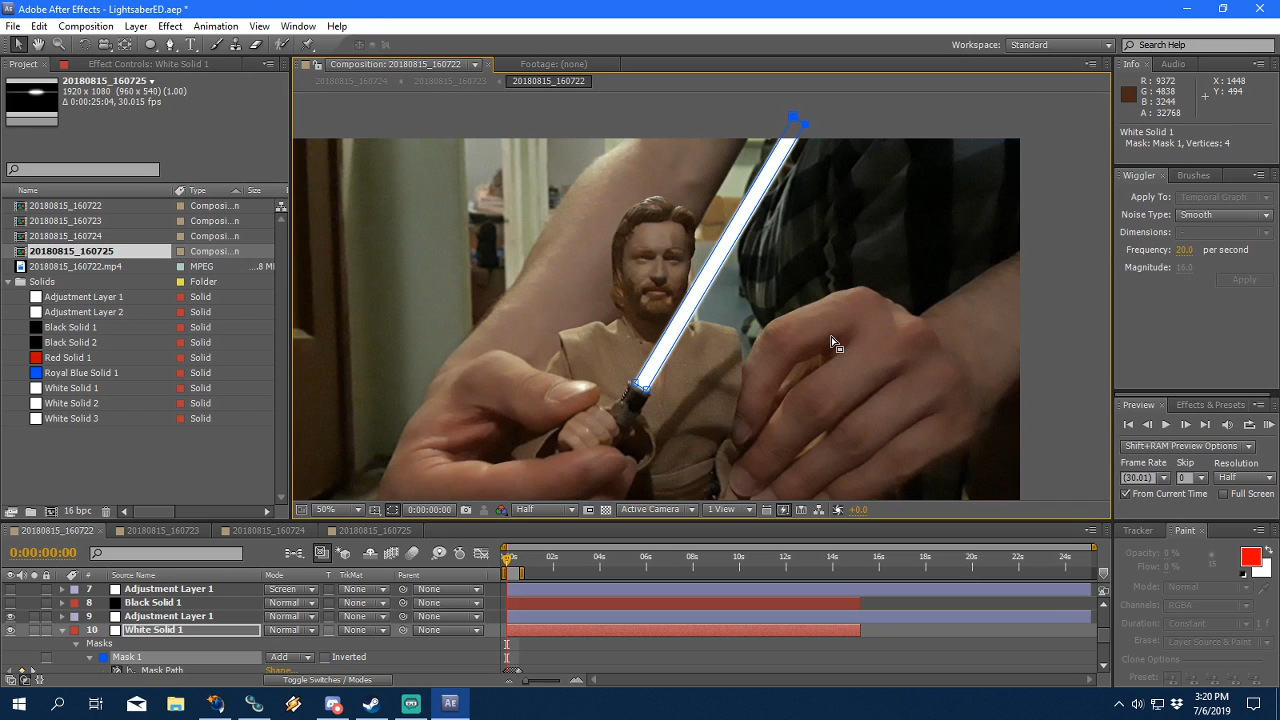 Adobe After Effects - LightsaberED.aep *
File Edit Composition Layer Effect Animation View Window Help
Workspace: Standard Search Help
Project Effect Controls: White Solid 1
20180815_160725
1920 x 1080 (960 x 540) (1.00)
Δ 0:00:25:04, 30.015 fps
Name Type Size
20180815_160722 Composi...n
20180815_160723 Composi...n
20180815_160724 Composi...n
20180815_160725 Composi...n
20180815_160722.mp4 MPEG ....8 M
Solids Folder
Adjustment Layer 1 Solid
Adjustment Layer 2 Solid
Black Solid 1 Solid
Black Solid 2 Solid
Red Solid 1 Solid
Royal Blue Solid 1 Solid
White Solid 1 Solid
White Solid 2 Solid
White Solid 3 Solid
16 bpc
Composition: 20180815_160722 Footage: (none)
20180815_160724 20180815_160723 20180815_160722
50% 0:00:00:00 Half Active Camera 1 View +0.0
Info Audio
R : 9372 X : 1448
G : 4838 Y : 494
B : 3244
A : 32768
White Solid 1
Mask: Mask 1, Vertices: 4
Wiggler Brushes
Apply To: Temporal Graph
Noise Type: Smooth
Dimensions: -
Frequency: 20.0 per second
Magnitude: 16.0
Apply
Preview Effects & Presets
Shift+RAM Preview Options
Frame Rate Skip Resolution
(30.01) 0 Half
From Current Time Full Screen
20180815_160722 20180815_160723 20180815_160724 20180815_160725
0:00:00:00
02s 04s 06s 08s 10s 12s 14s 16s 18s 20s 22s 24s
# Source Name Mode T TrkMat Parent
7 Adjustment Layer 1 Screen None None
8 Black Solid 1 Normal None None
9 Adjustment Layer 1 Normal None None
10 White Solid 1 Normal None None
Masks
Mask 1 Add Inverted
Mask Path Shape...
Toggle Switches / Modes
Tracker Paint
Opacity: 0 %
Flow: 0 %
15
Mode: Normal
Channels: RGBA
Duration: Constant 1 f
Erase: Layer Source & Paint
Clone Options
Preset:
Ae
3:20 PM
7/6/2019